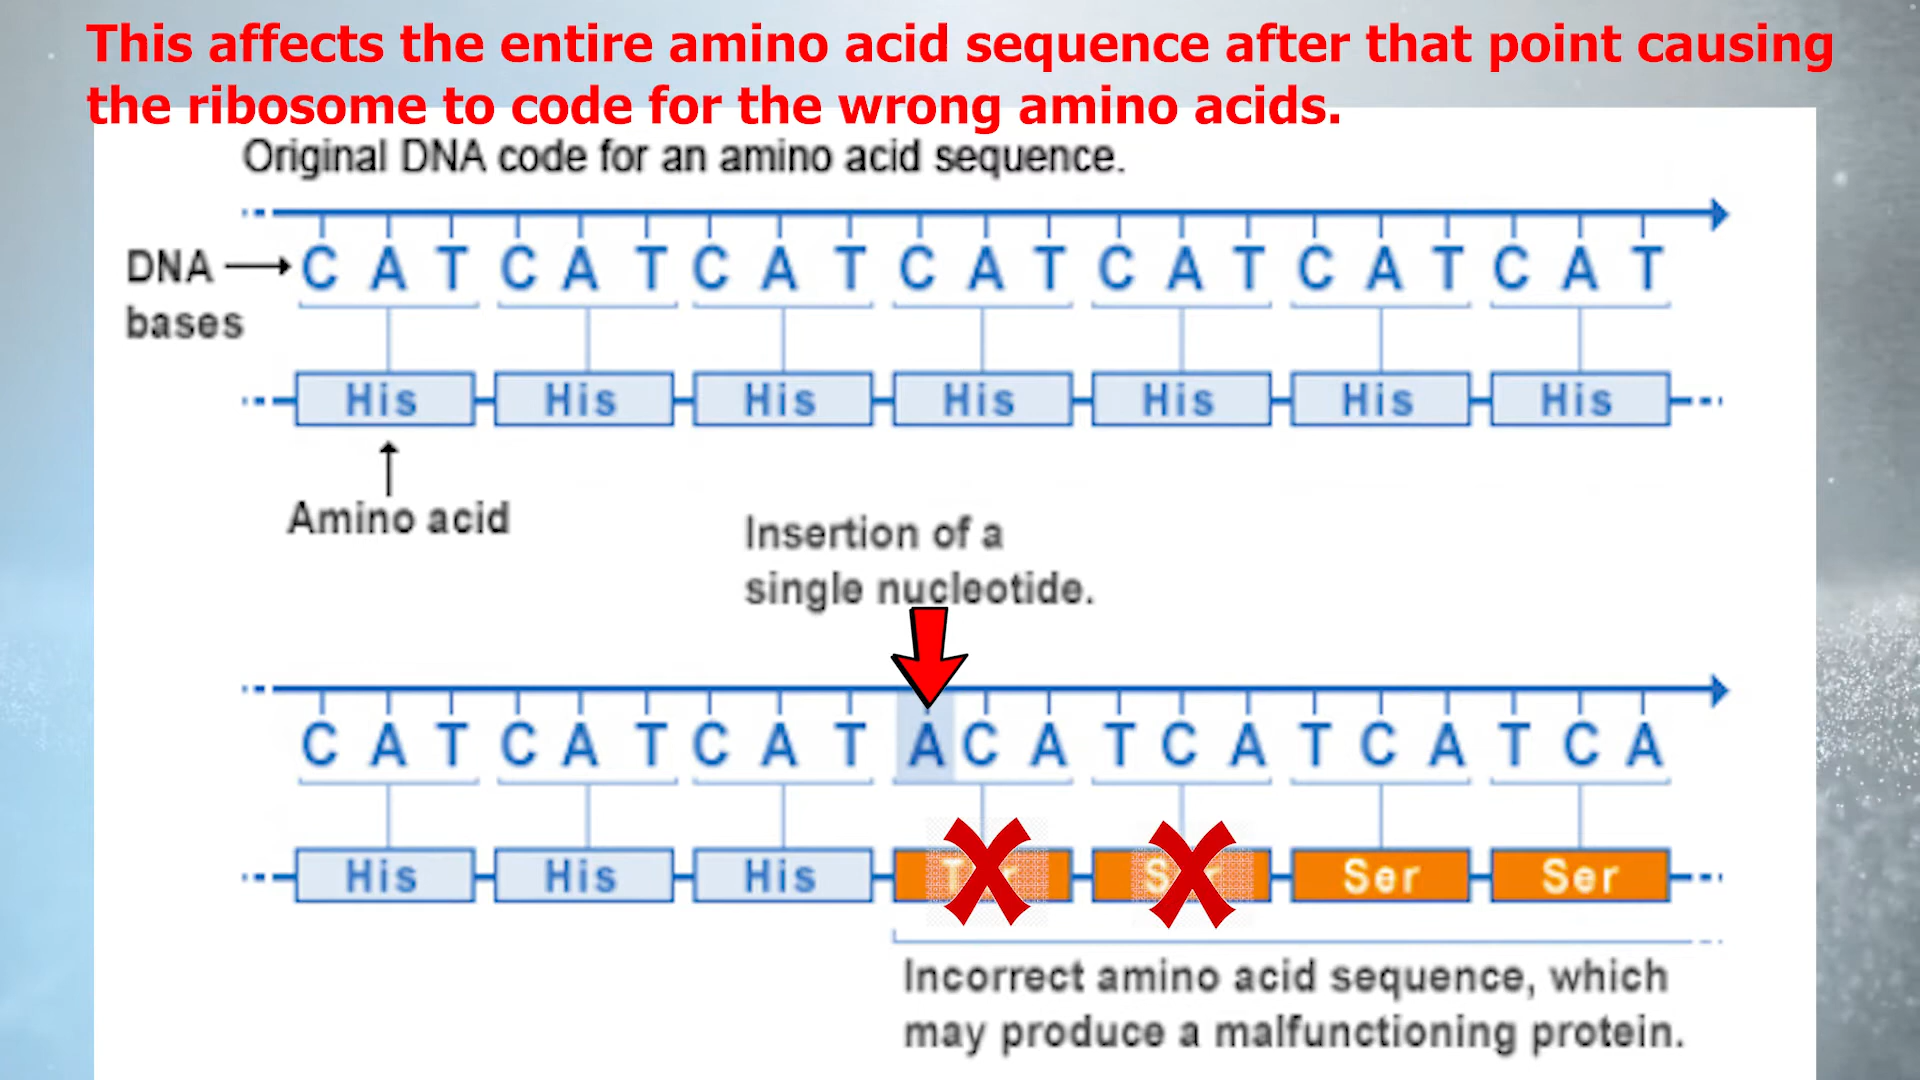 This affects the entire amino acid sequence after that point causing
the ribosome to code for the wrong amino acids.
Original DNA code for an amino acid sequence.
DNA
bases
C A T C A T C A T C A T C A T C A T C A T
His His His His His His His
Amino acid
Insertion of a
single nucleotide.
C A T C A T C A T A C A T C A T C A T C A
His His His Ser Ser
Incorrect amino acid sequence, which
may produce a malfunctioning protein.